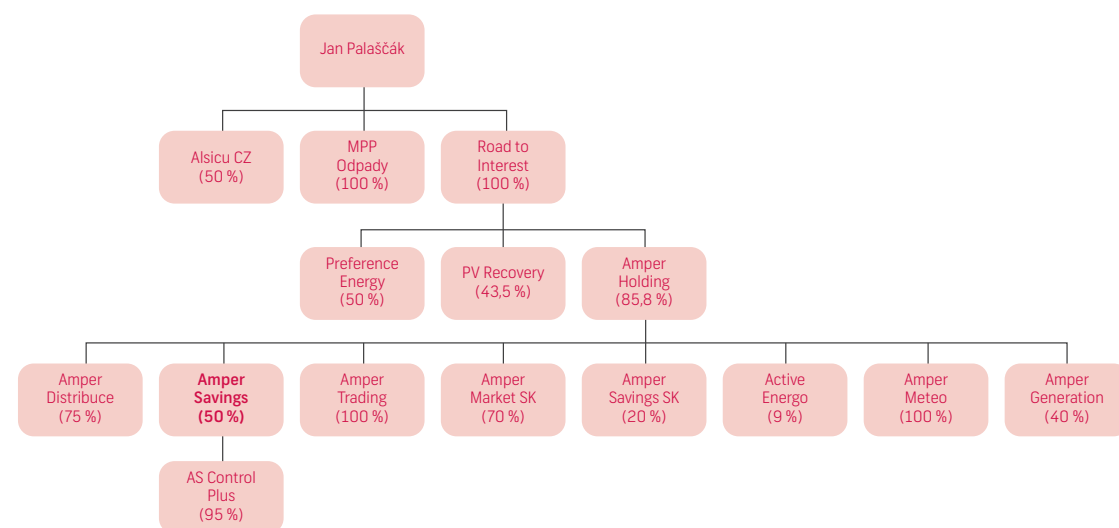 Jan Palaščák
Alsicu CZ
(50 %)
MPP
Odpady
(100 %)
Road to
Interest
(100 %)
Preference
Energy
(50 %)
PV Recovery
(43,5 %)
Amper
Holding
(85,8 %)
Amper
Distribuce
(75 %)
Amper
Savings
(50 %)
Amper
Trading
(100 %)
Amper
Market SK
(70 %)
Amper
Savings SK
(20 %)
Active
Energo
(9 %)
Amper
Meteo
(100 %)
Amper
Generation
(40 %)
AS Control
Plus
(95 %)